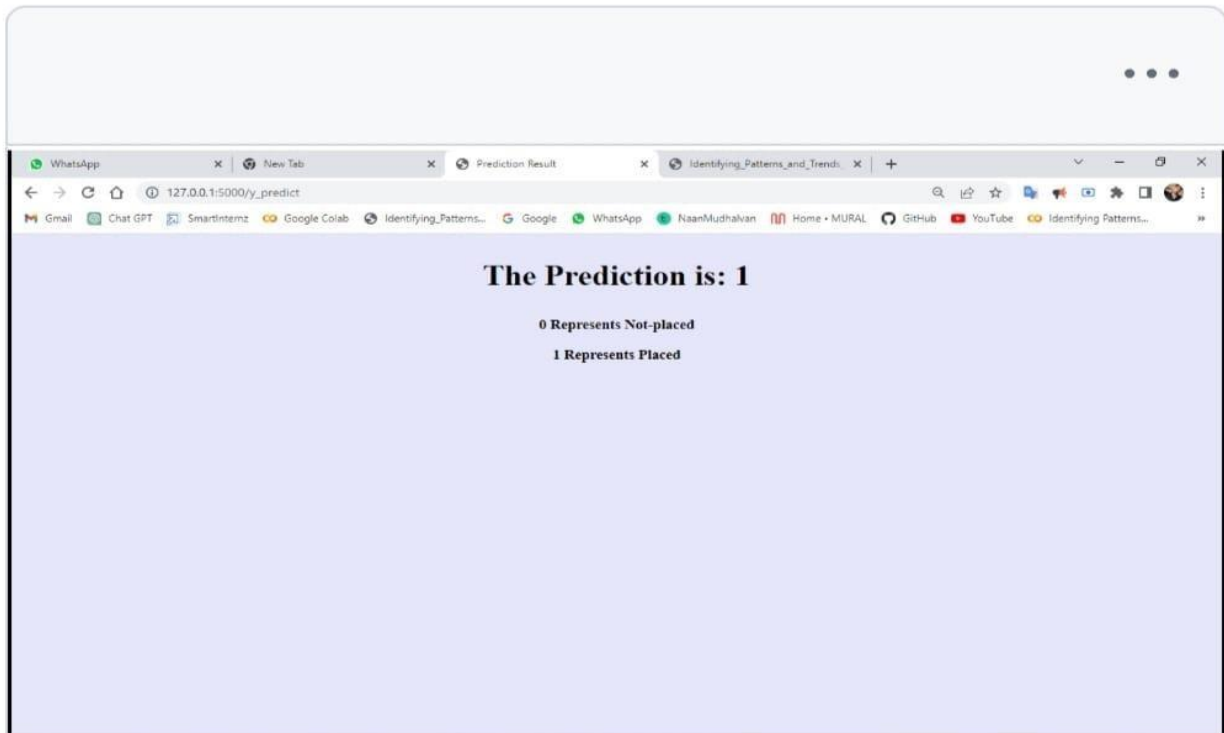 WhatsApp New Tab Prediction Result Identifying_Patterns_and_Trends
127.0.0.1:5000/y_predict
Gmail Chat GPT SmartInternz Google Colab Identifying_Patterns... Google WhatsApp NaanMudhalvan Home • MURAL GitHub YouTube Identifying Patterns...
The Prediction is: 1
0 Represents Not-placed
1 Represents Placed